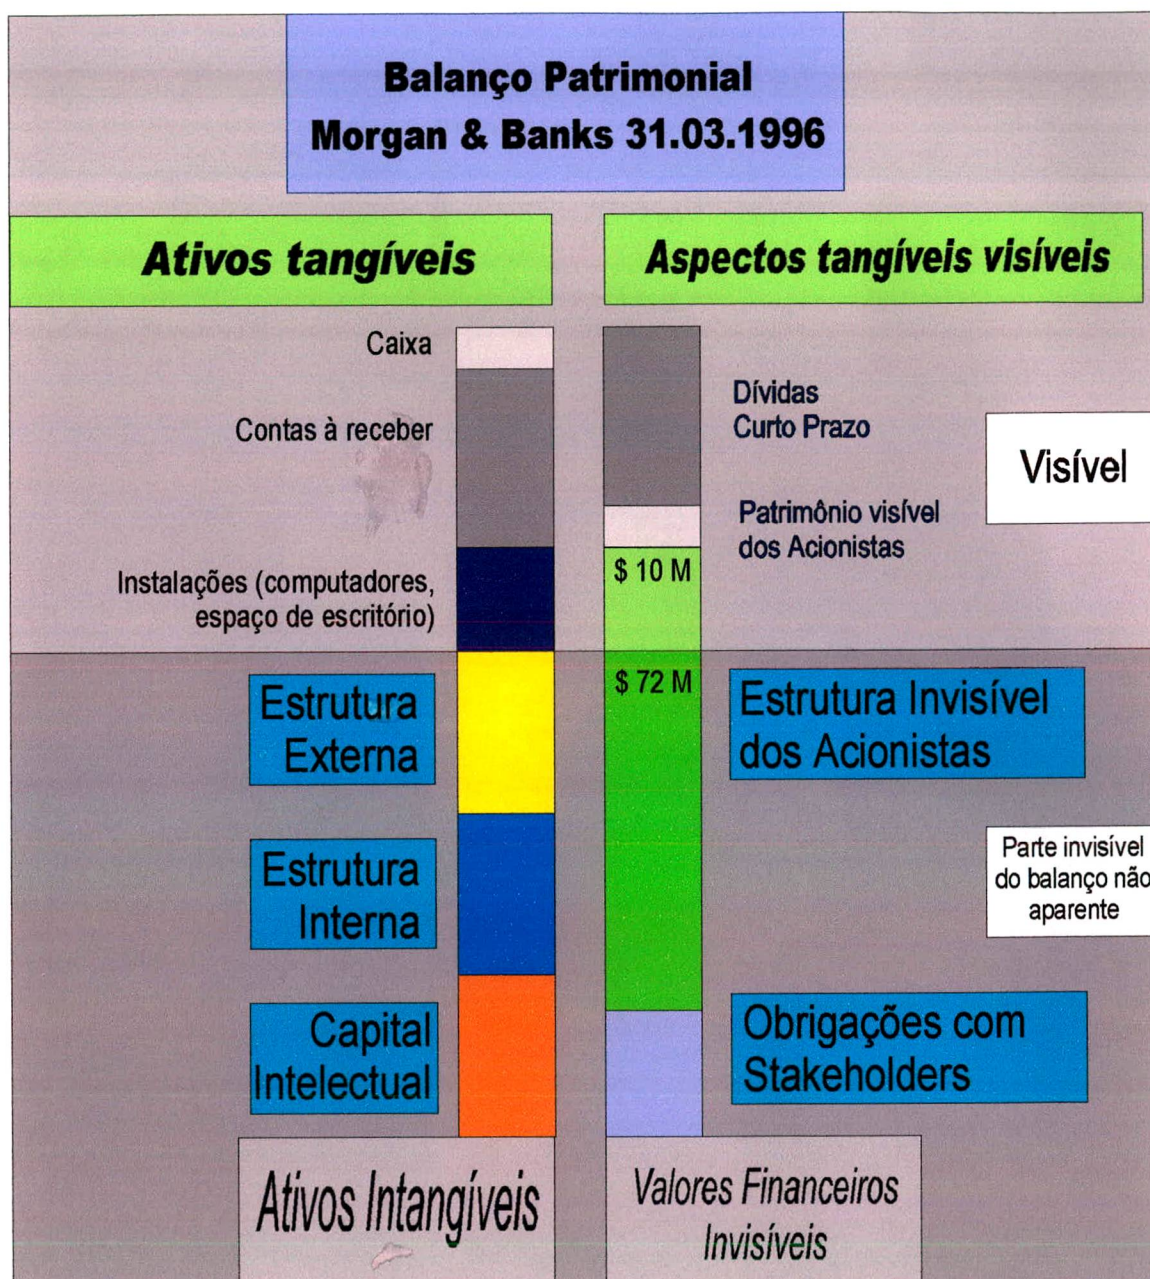 Balanço Patrimonial
Morgan & Banks 31.03.1996
Ativos tangíveis
Aspectos tangíveis visíveis
Caixa
Contas à receber
Instalações (computadores,
espaço de escritório)
Dívidas
Curto Prazo
Patrimônio visível
dos Acionistas
$ 10 M
Visível
Estrutura
Externa
Estrutura
Interna
Capital
Intelectual
$ 72 M
Estrutura Invisível
dos Acionistas
Obrigações com
Stakeholders
Parte invisível
do balanço não
aparente
Ativos Intangíveis
Valores Financeiros
Invisíveis